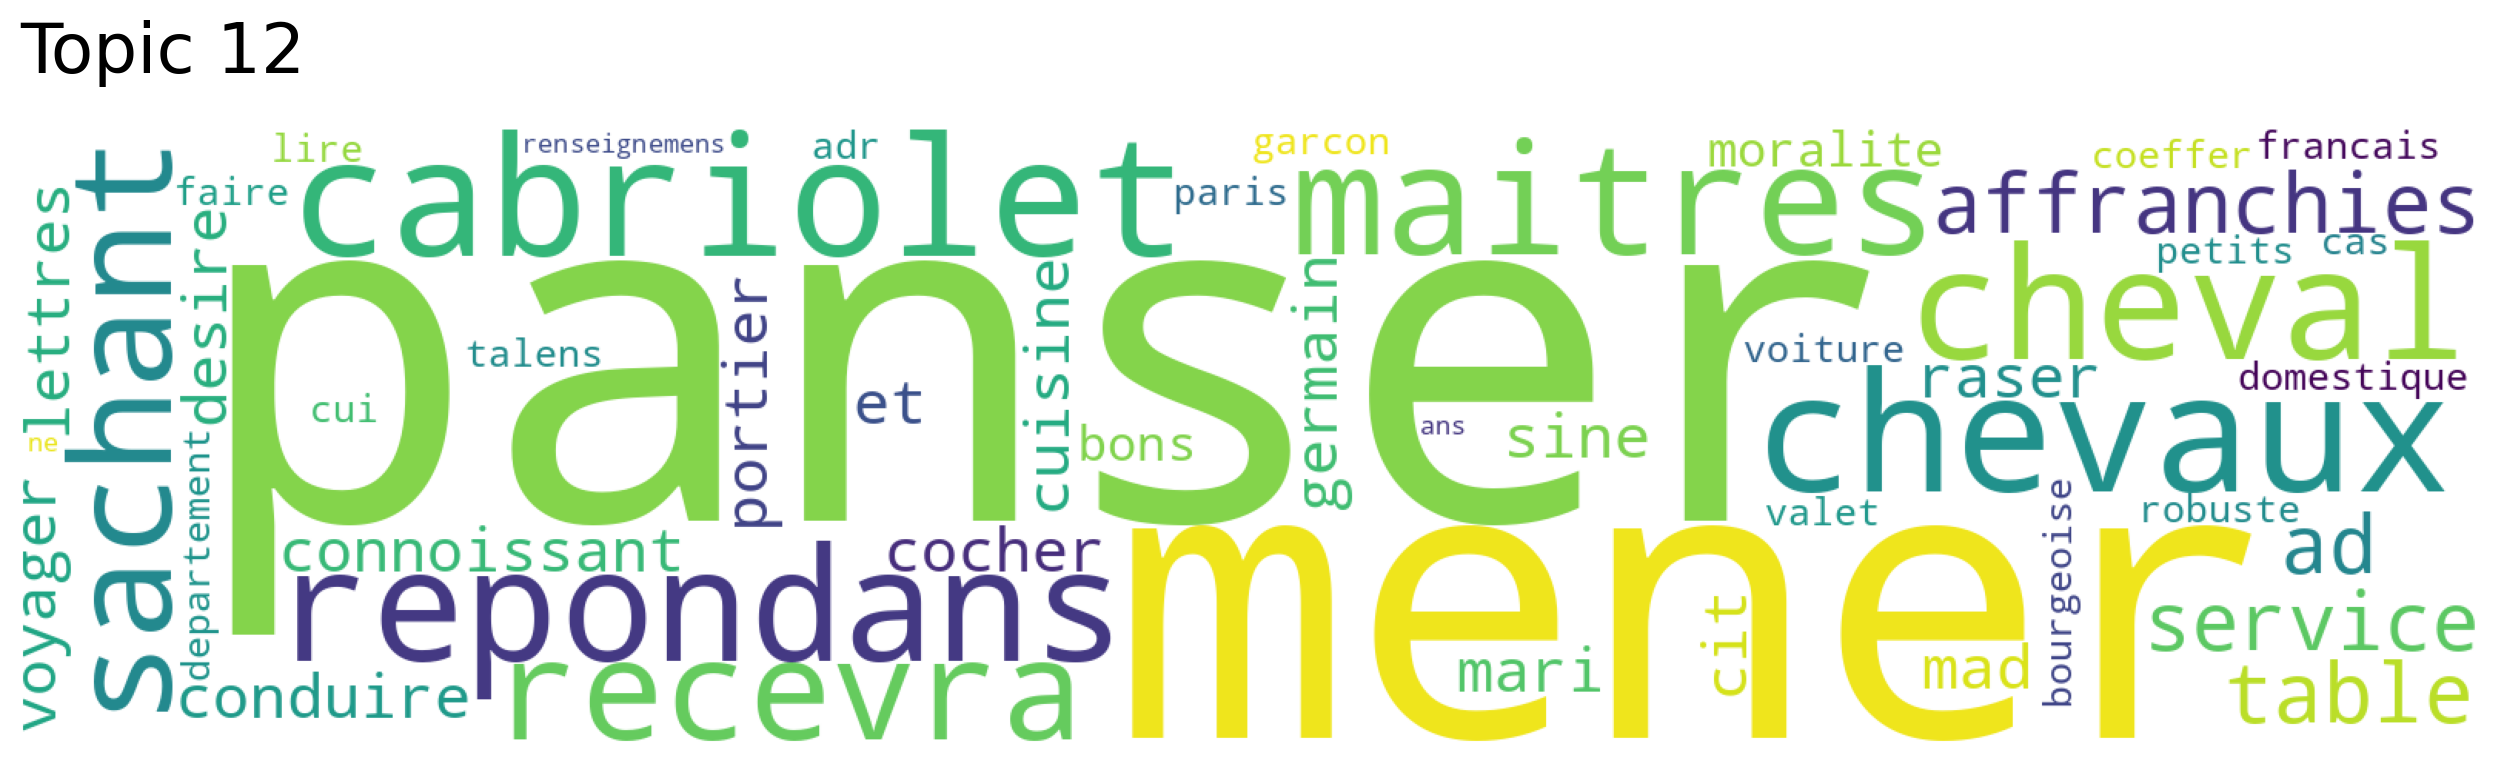 Topic 12
lire
renseignemens
adr
garcon
moralite
coeffer
francais
faire
cabriolet
paris
maitres
affranchies
petits
cas
lettres
sachant
desire
panser
cheval
portier
cuisine
germain
talens
voiture
cui
et
bons
ans
sine
raser
domestique
chevaux
ne
voyager
departement
connoissant
cocher
valet
robuste
bourgeoise
ad
repondans
mener
mari
cit
mad
service
conduire
recevra
table